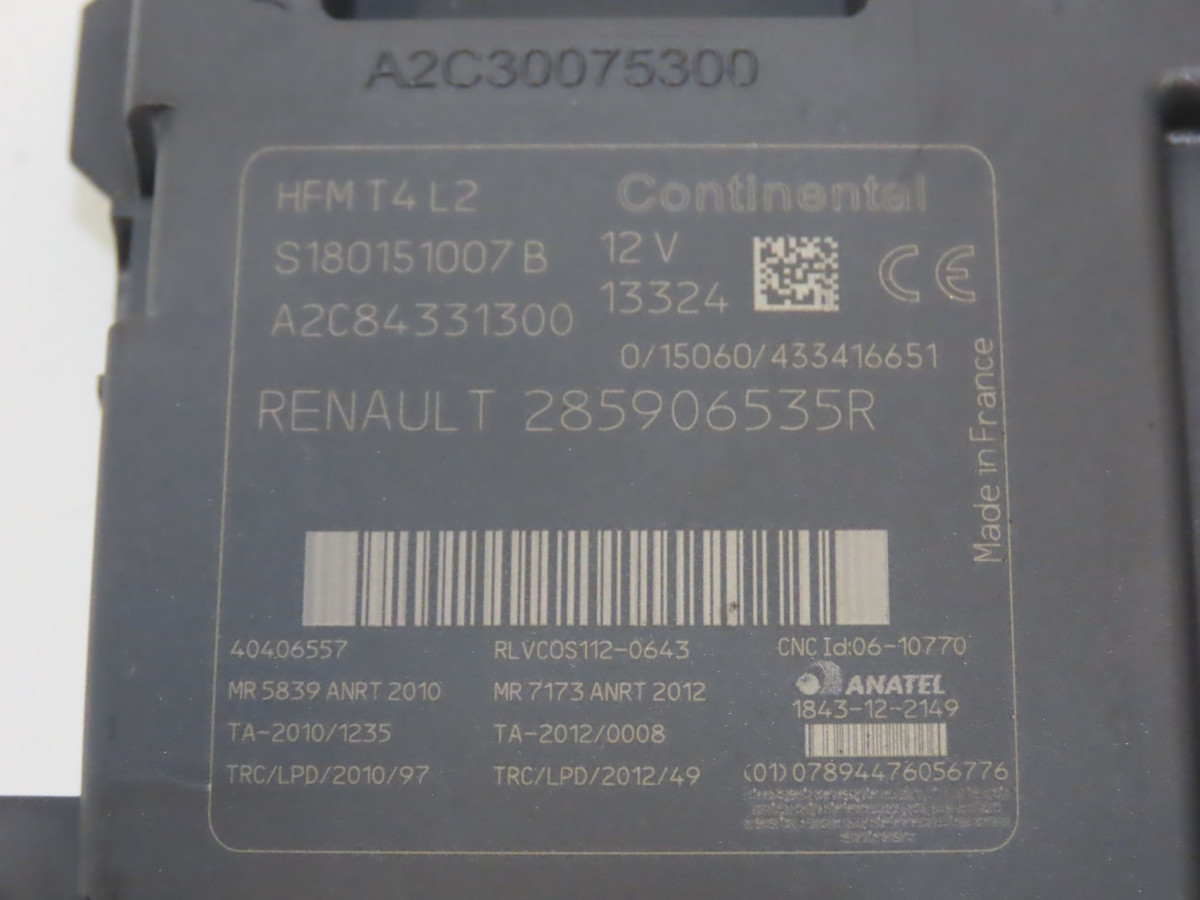 A2C30075300
HFM T4 L2
Continental
S180151007B
12 V
A2C84331300
13324
CE
0/15060/433416651
RENAULT 285906535R
Made in France
40406557
RLVCOS112-0643
CNC Id:06-10770
MR 5839 ANRT 2010
MR 7173 ANRT 2012
ANATEL
1843-12-2149
TA-2010/1235
TA-2012/0008
TRC/LPD/2010/97
TRC/LPD/2012/49
(01)07894476056776